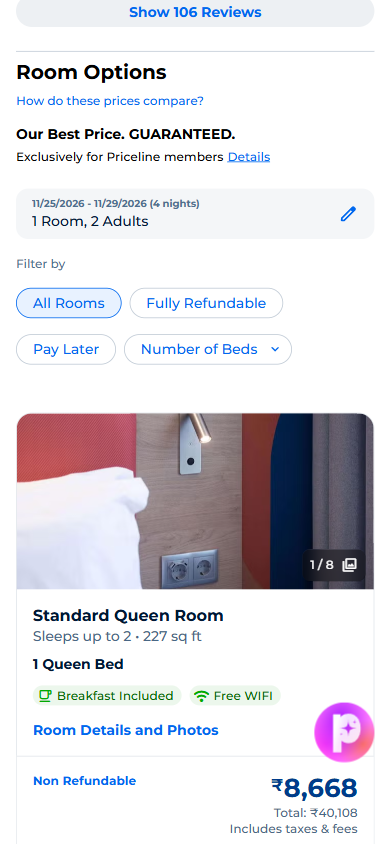 Show 106 Reviews
Room Options
How do these prices compare?
Our Best Price. GUARANTEED.
Exclusively for Priceline members Details
11/25/2026 - 11/29/2026 (4 nights)
1 Room, 2 Adults
Filter by
All Rooms
Fully Refundable
Pay Later
Number of Beds
1 / 8
Standard Queen Room
Sleeps up to 2 • 227 sq ft
1 Queen Bed
Breakfast Included
Free WIFI
Room Details and Photos
p
Non Refundable
₹8,668
Total: ₹40,108
Includes taxes & fees